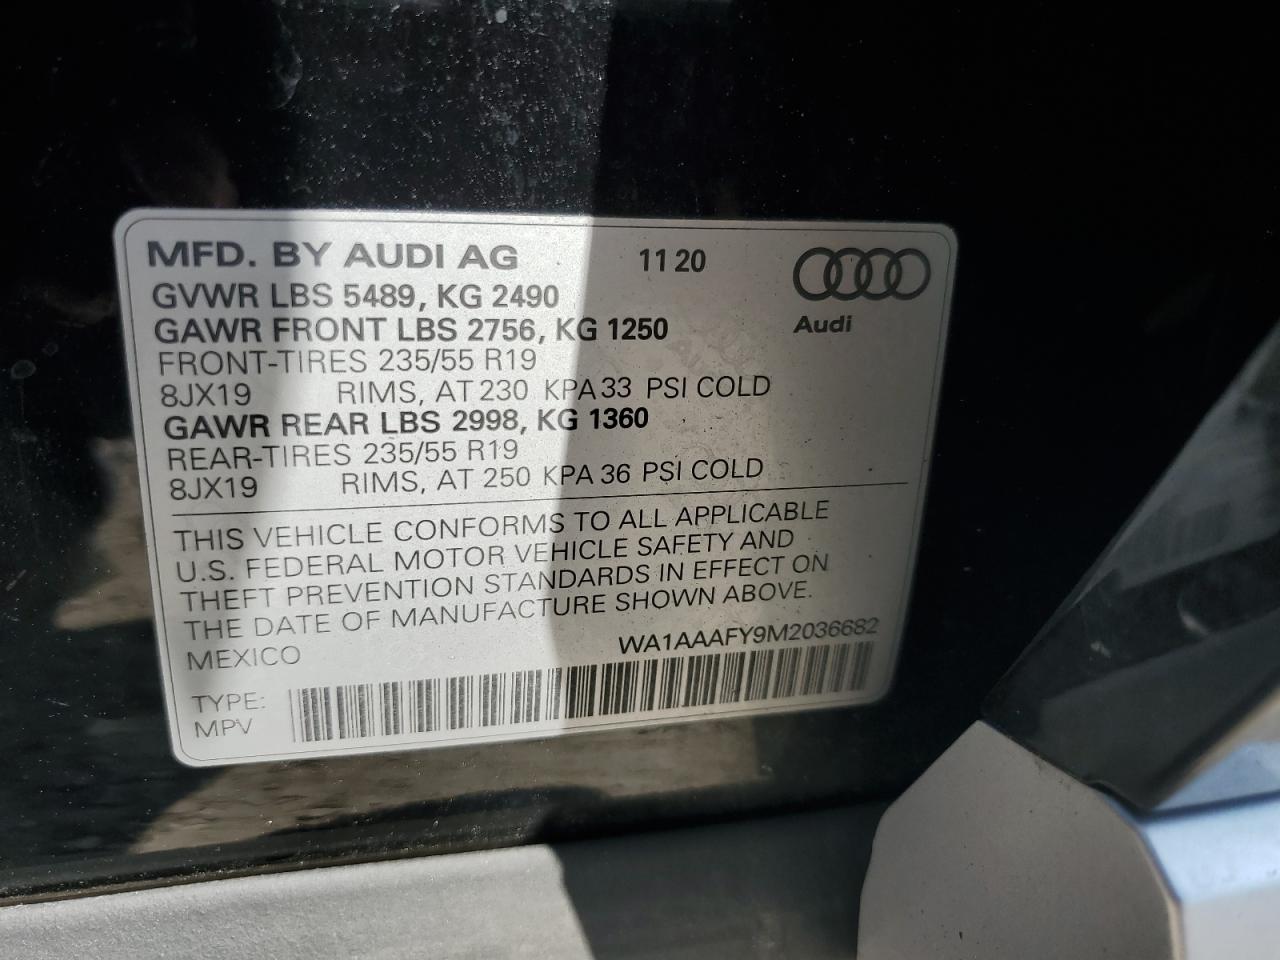 MFD. BY AUDI AG 11 20
GVWR LBS 5489, KG 2490
GAWR FRONT LBS 2756, KG 1250
Audi
FRONT-TIRES 235/55 R19
8JX19 RIMS, AT 230 KPA 33 PSI COLD
GAWR REAR LBS 2998, KG 1360
REAR-TIRES 235/55 R19
8JX19 RIMS, AT 250 KPA 36 PSI COLD
THIS VEHICLE CONFORMS TO ALL APPLICABLE
U.S. FEDERAL MOTOR VEHICLE SAFETY AND
THEFT PREVENTION STANDARDS IN EFFECT ON
THE DATE OF MANUFACTURE SHOWN ABOVE.
MEXICO WA1AAAFY9M2036682
TYPE:
MPV